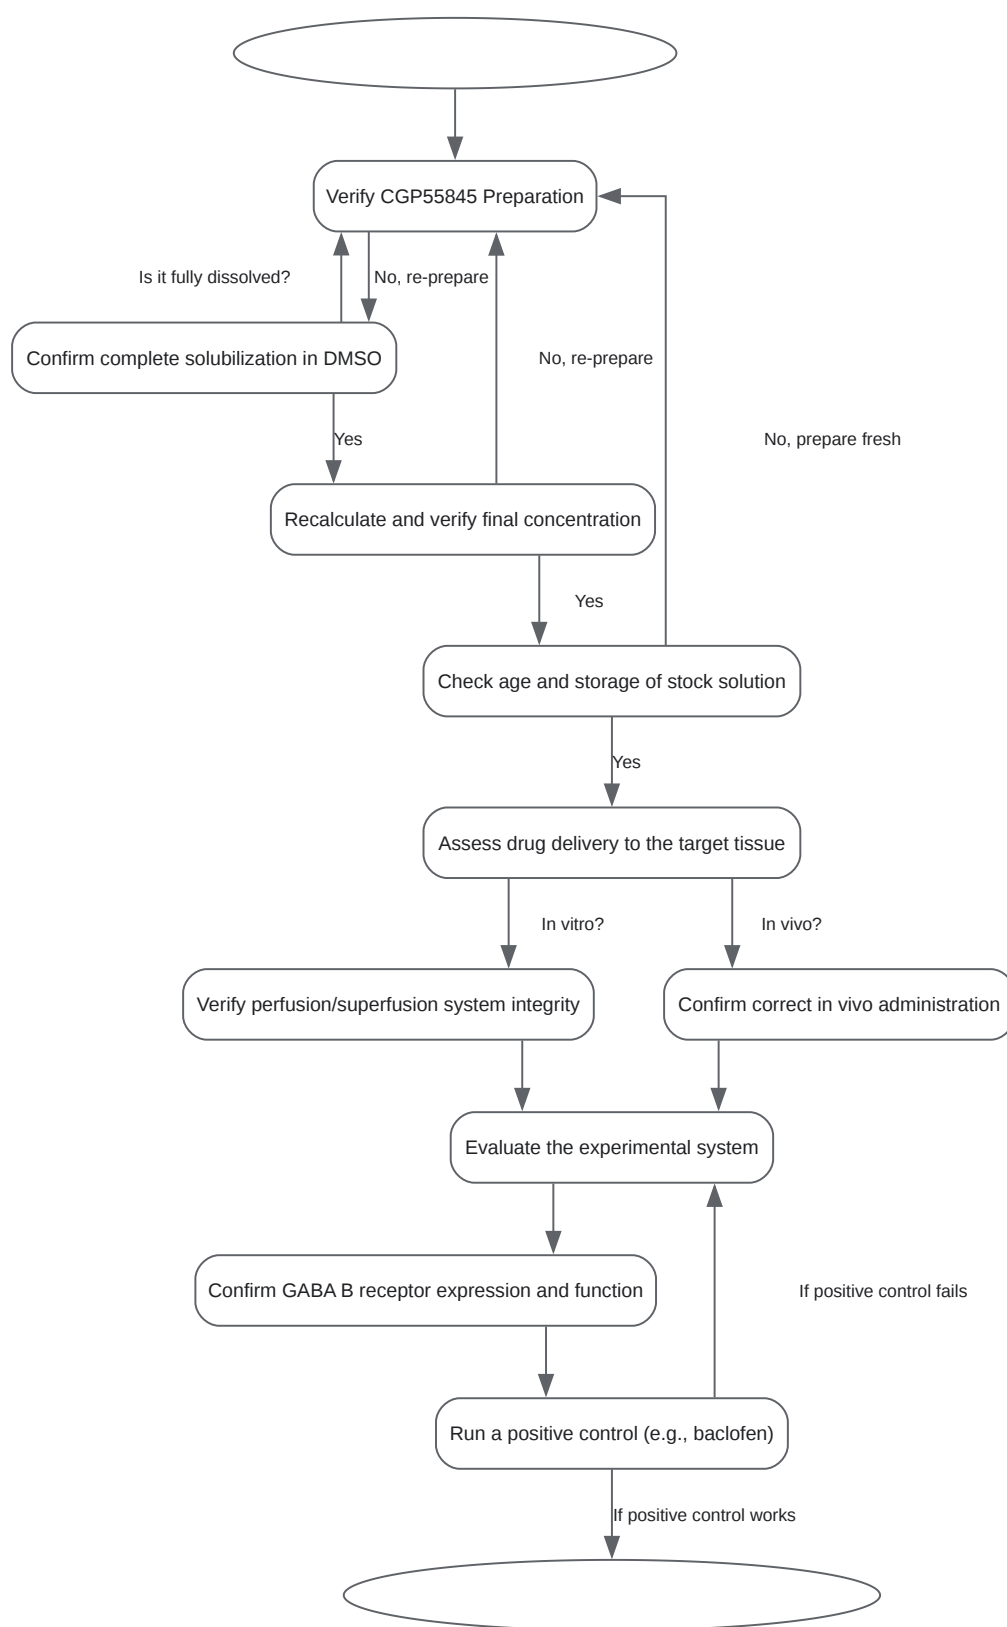 Verify CGP55845 Preparation
Is it fully dissolved?
No, re-prepare
Confirm complete solubilization in DMSO
No, re-prepare
Yes
No, prepare fresh
Recalculate and verify final concentration
Yes
Check age and storage of stock solution
Yes
Assess drug delivery to the target tissue
In vitro?
In vivo?
Verify perfusion/superfusion system integrity
Confirm correct in vivo administration
Evaluate the experimental system
Confirm GABA B receptor expression and function
If positive control fails
Run a positive control (e.g., baclofen)
If positive control works